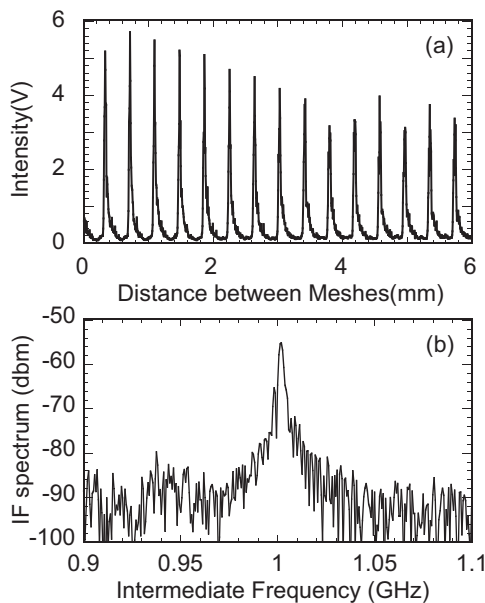 6
(a)
Intensity(V)
4
2
0
0 2 4 6
Distance between Meshes(mm)
-50
(b)
-60
IF spectrum (dbm)
-70
-80
-90
-100
0.9 0.95 1 1.05 1.1
Intermediate Frequency (GHz)